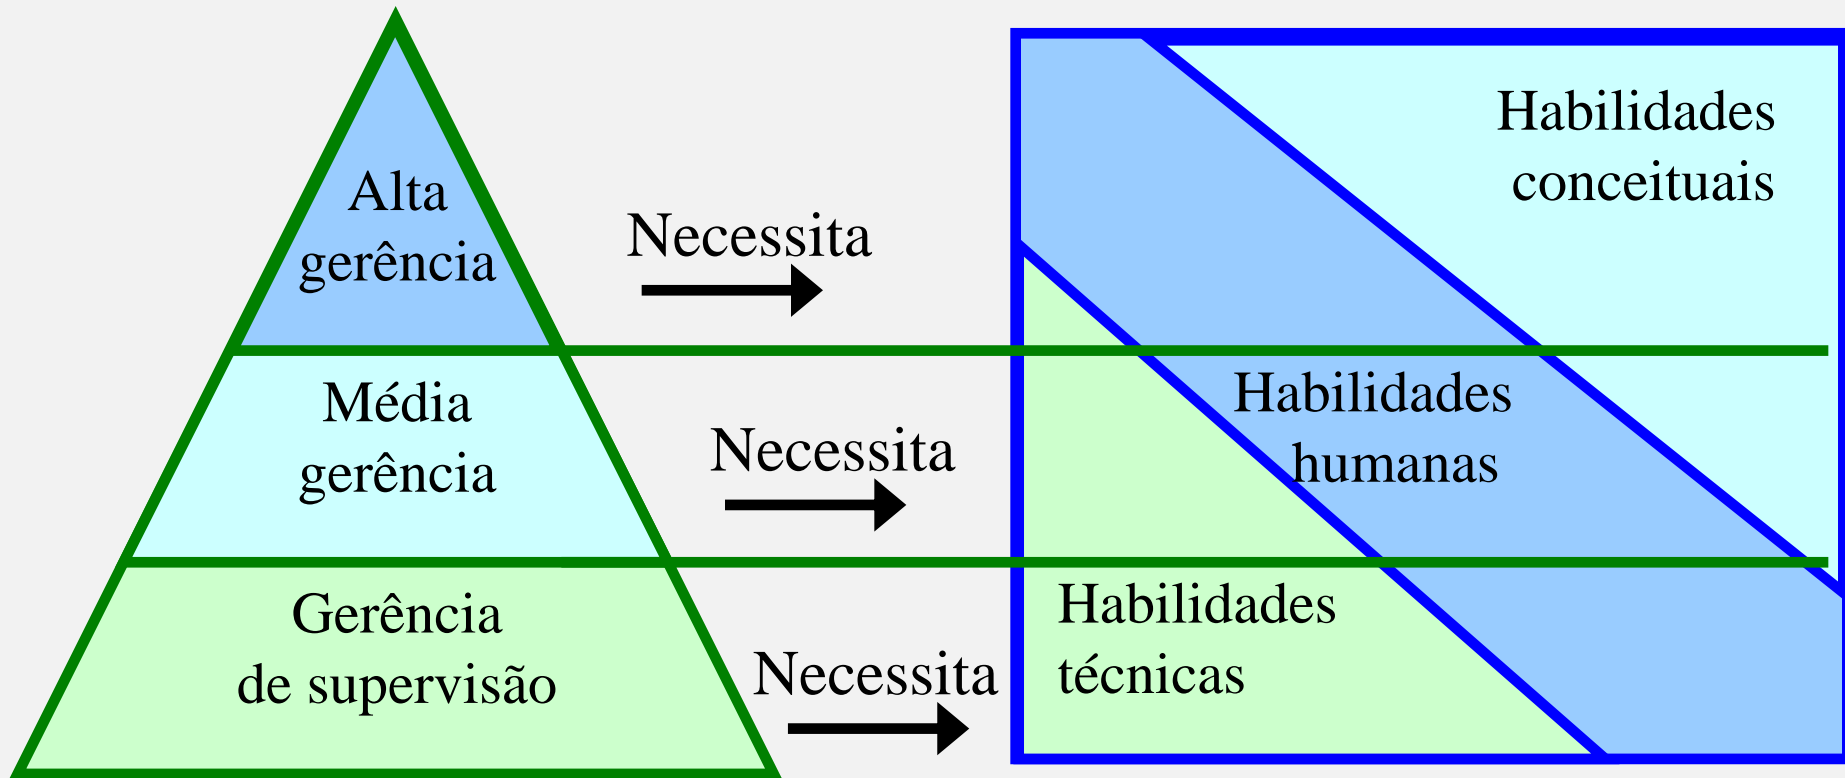 Alta
gerência
Necessita
Média
gerência
Necessita
Gerência
de supervisão
Necessita
Habilidades
conceituais
Habilidades
humanas
Habilidades
técnicas